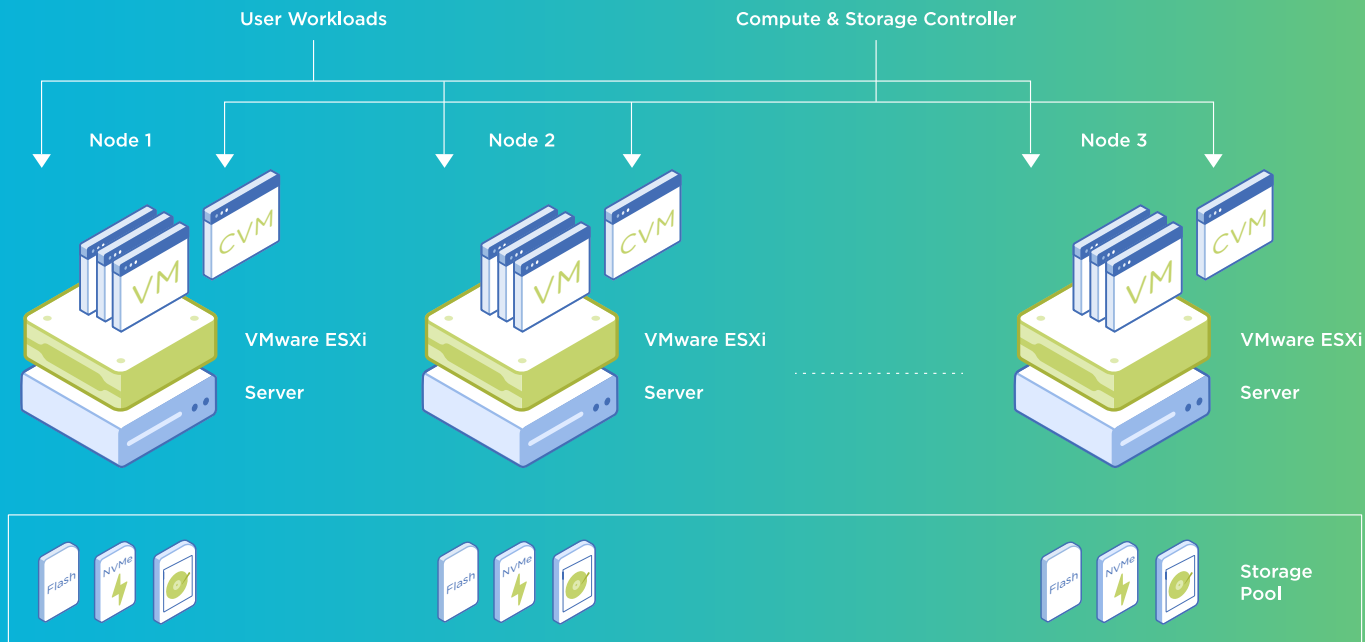 User Workloads
Compute & Storage Controller
Node 1
Node 2
Node 3
CVM
CVM
CVM
VM
VM
VM
VMware ESXi
VMware ESXi
VMware ESXi
Server
Server
Server
Flash
NVMe
Flash
NVMe
Flash
NVMe
Storage
Pool